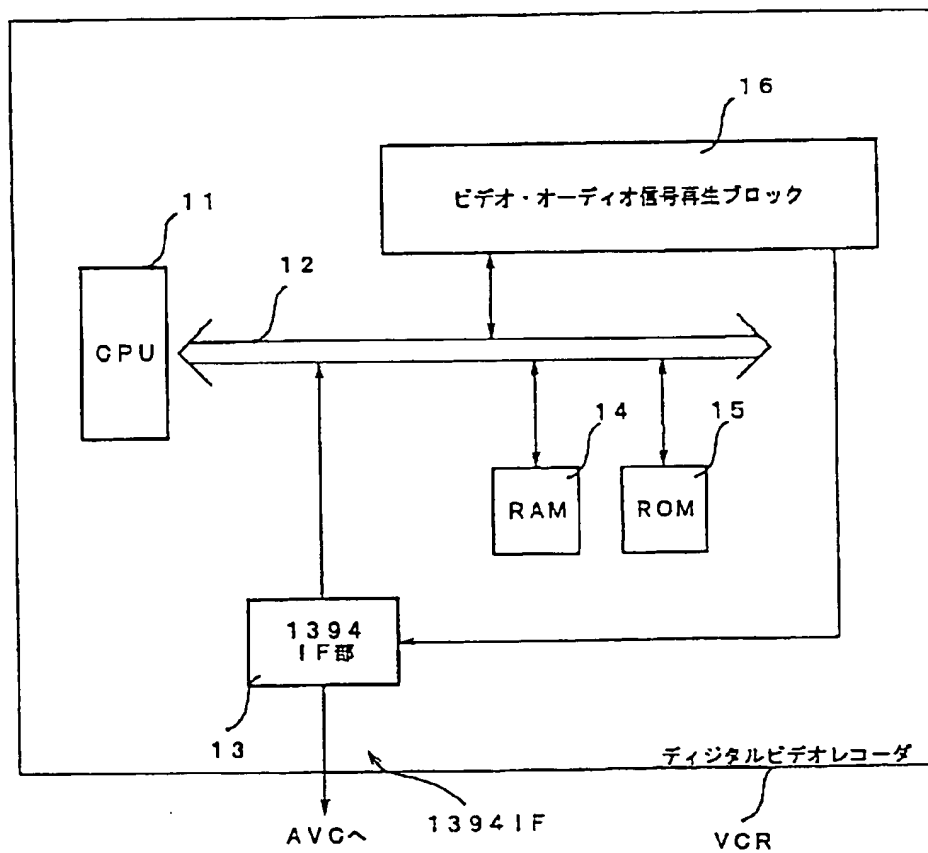 16
ビデオ・オーディオ信号再生ブロック
11
12
CPU
14
15
RAM
ROM
1394
IF部
13
ディジタルビデオレコーダ
1394IF
AVCへ
VCR